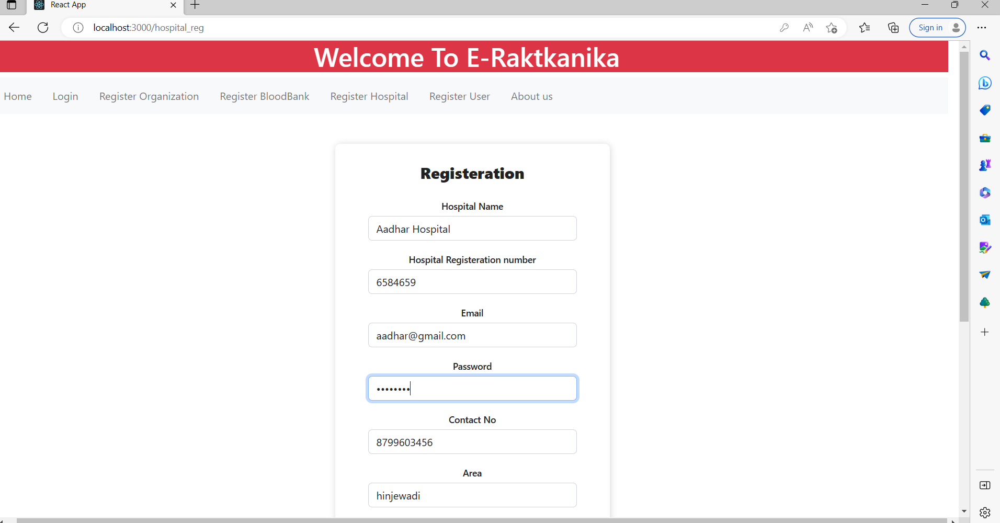 React App
localhost:3000/hospital_reg
Sign in
Welcome To E-Raktkanika
Home Login Register Organization Register BloodBank Register Hospital Register User About us
Registeration
Hospital Name
Aadhar Hospital
Hospital Registeration number
6584659
Email
aadhar@gmail.com
Password
••••••••
Contact No
8799603456
Area
hinjewadi